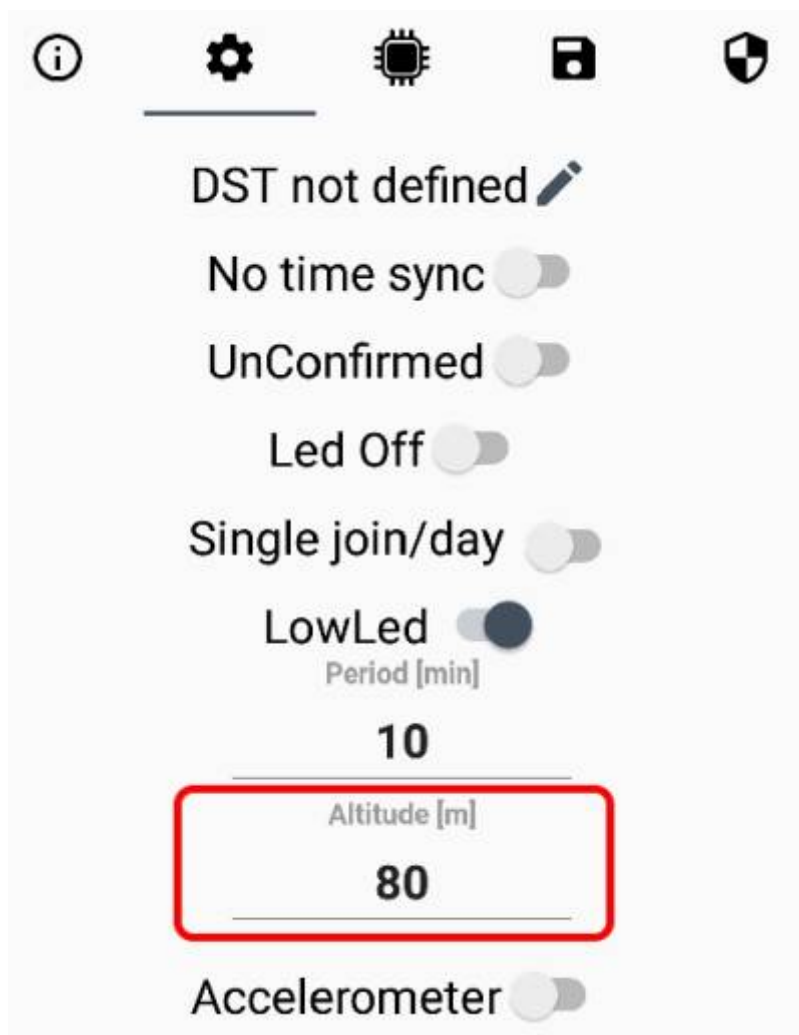 DST not defined
No time sync
UnConfirmed
Led Off
Single join/day
LowLed
Period [min]
10
Altitude [m]
80
Accelerometer